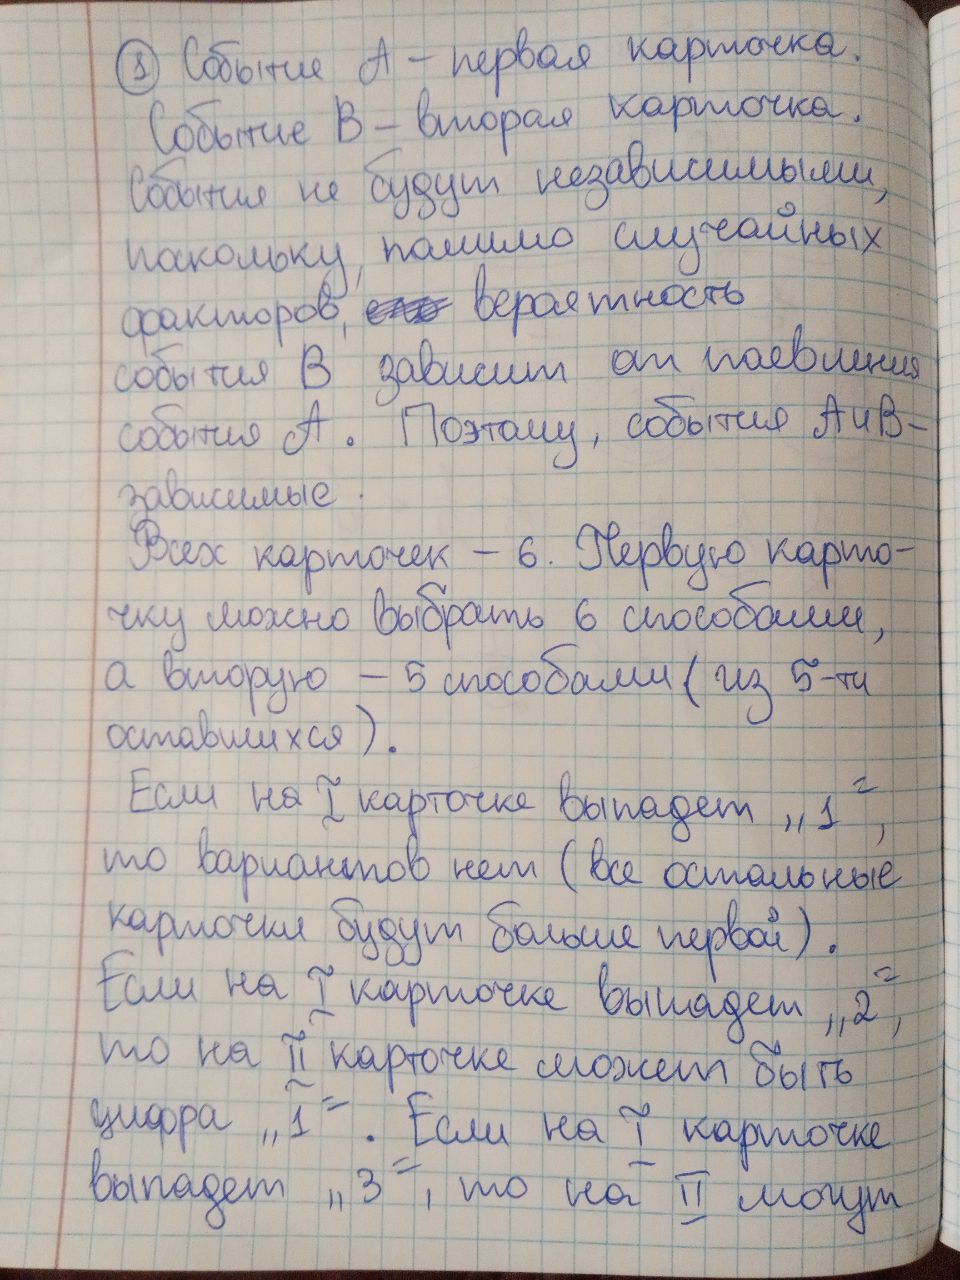 ① Событие А – первая карточка.
Событие В – вторая карточка.
События не будут независимыми,
поскольку, помимо случайных
факторов, вероятность
события В зависит от появления
события А. Поэтому, события А и В –
зависимые.
Всех карточек – 6. Первую карто-
чку можно выбрать 6 способами,
а вторую – 5 способами (из 5-ти
оставшихся).
Если на I карточке выпадет „1",
то вариантов нет (все остальные
карточки будут больше первой).
Если на I карточке выпадет „2",
то на II карточке может быть
цифра „1". Если на I карточке
выпадет „3", то на II могут